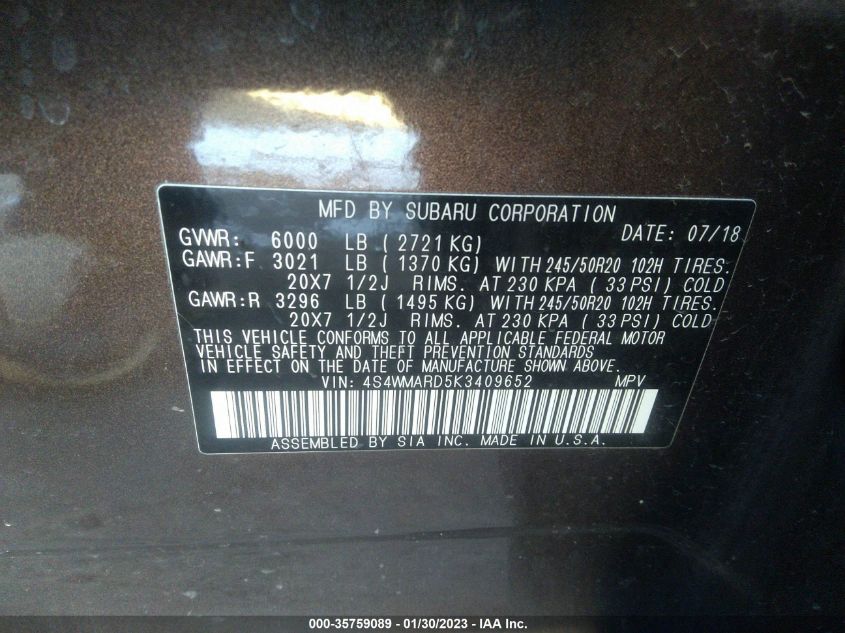 MFD BY SUBARU CORPORATION
DATE: 07/18
GVWR: 6000 LB ( 2721 KG)
GAWR:F 3021 LB ( 1370 KG) WITH 245/50R20 102H TIRES.
20X7 1/2J RIMS. AT 230 KPA ( 33 PSI) COLD
GAWR:R 3296 LB ( 1495 KG) WITH 245/50R20 102H TIRES.
20X7 1/2J RIMS. AT 230 KPA ( 33 PSI) COLD
THIS VEHICLE CONFORMS TO ALL APPLICABLE FEDERAL MOTOR
VEHICLE SAFETY AND THEFT PREVENTION STANDARDS
IN EFFECT ON THE DATE OF MANUFACTURE SHOWN ABOVE.
VIN: 4S4WMARD5K3409652 MPV
ASSEMBLED BY SIA INC. MADE IN U.S.A.
000-35759089 - 01/30/2023 - IAA Inc.